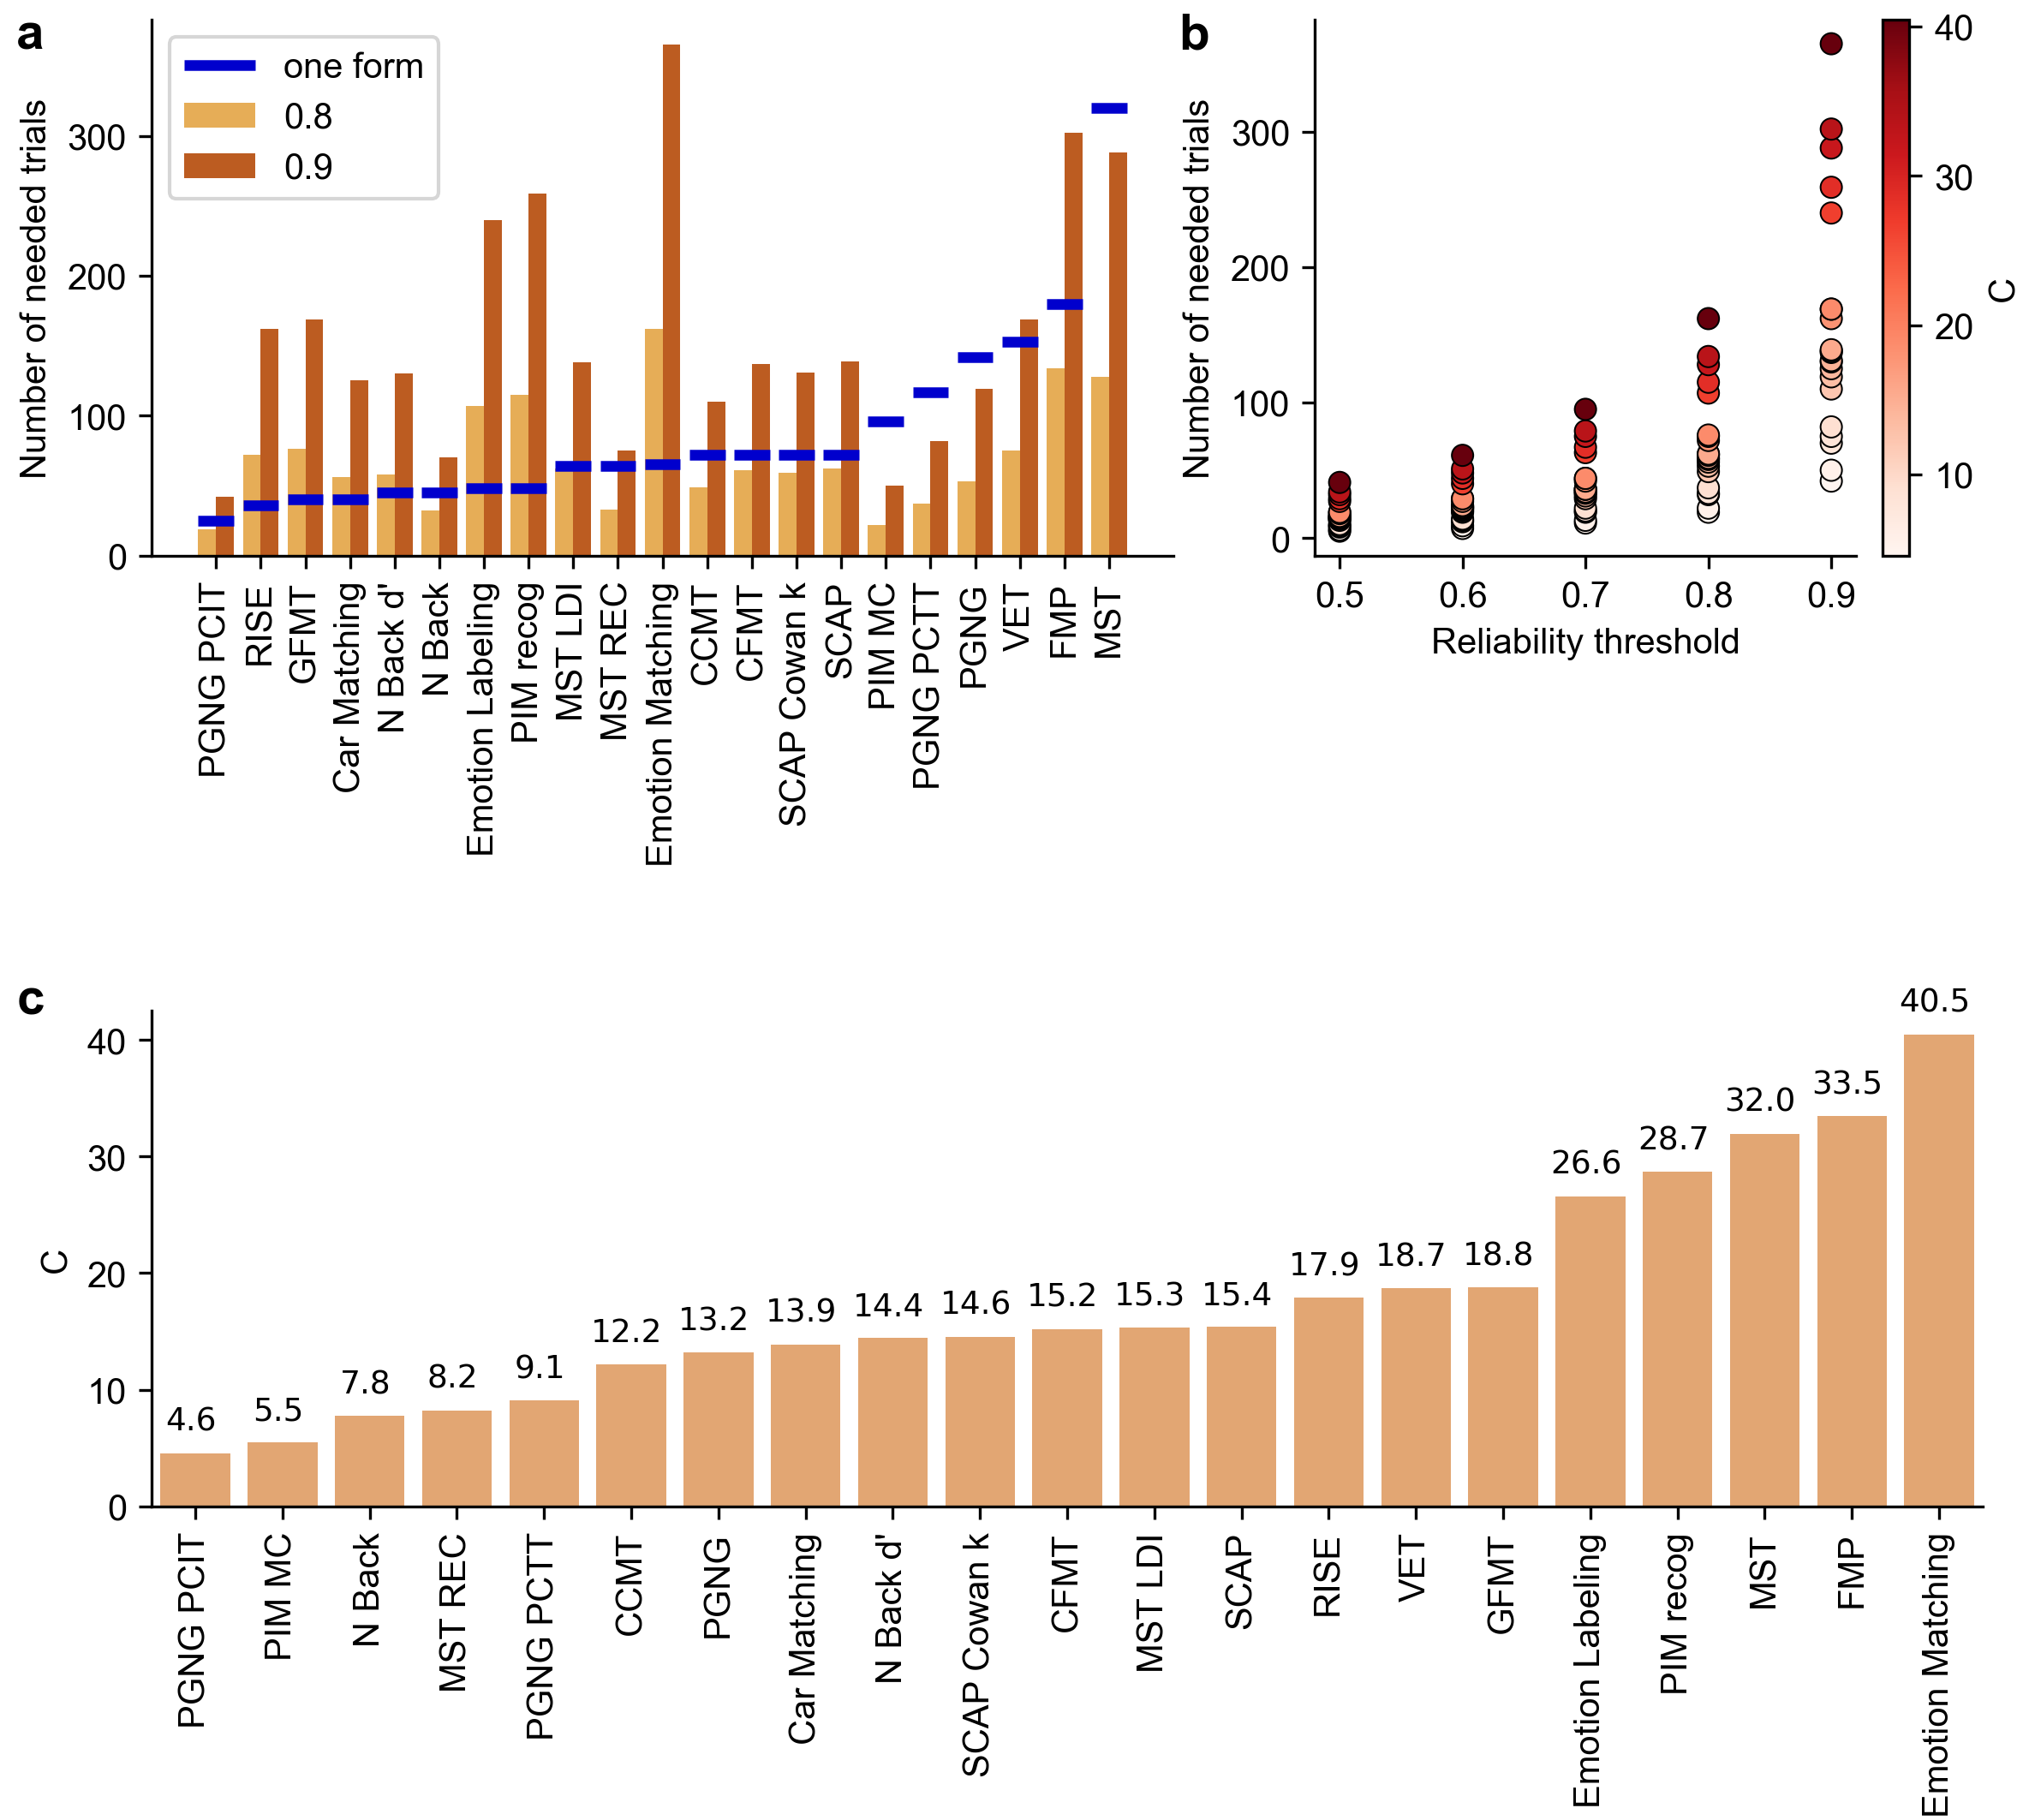 a
Number of needed trials
0
100
200
300
one form
0.8
0.9
PGNG PCIT
RISE
GFMT
Car Matching
N Back d'
N Back
Emotion Labeling
PIM recog
MST LDI
MST REC
Emotion Matching
CCMT
CFMT
SCAP Cowan k
SCAP
PIM MC
PGNG PCTT
PGNG
VET
FMP
MST
b
Number of needed trials
0
100
200
300
0.5
0.6
0.7
0.8
0.9
Reliability threshold
40
30
20
10
C
c
C
0
10
20
30
40
4.6
5.5
7.8
8.2
9.1
12.2
13.2
13.9
14.4
14.6
15.2
15.3
15.4
17.9
18.7
18.8
26.6
28.7
32.0
33.5
40.5
PGNG PCIT
PIM MC
N Back
MST REC
PGNG PCTT
CCMT
PGNG
Car Matching
N Back d'
SCAP Cowan k
CFMT
MST LDI
SCAP
RISE
VET
GFMT
Emotion Labeling
PIM recog
MST
FMP
Emotion Matching